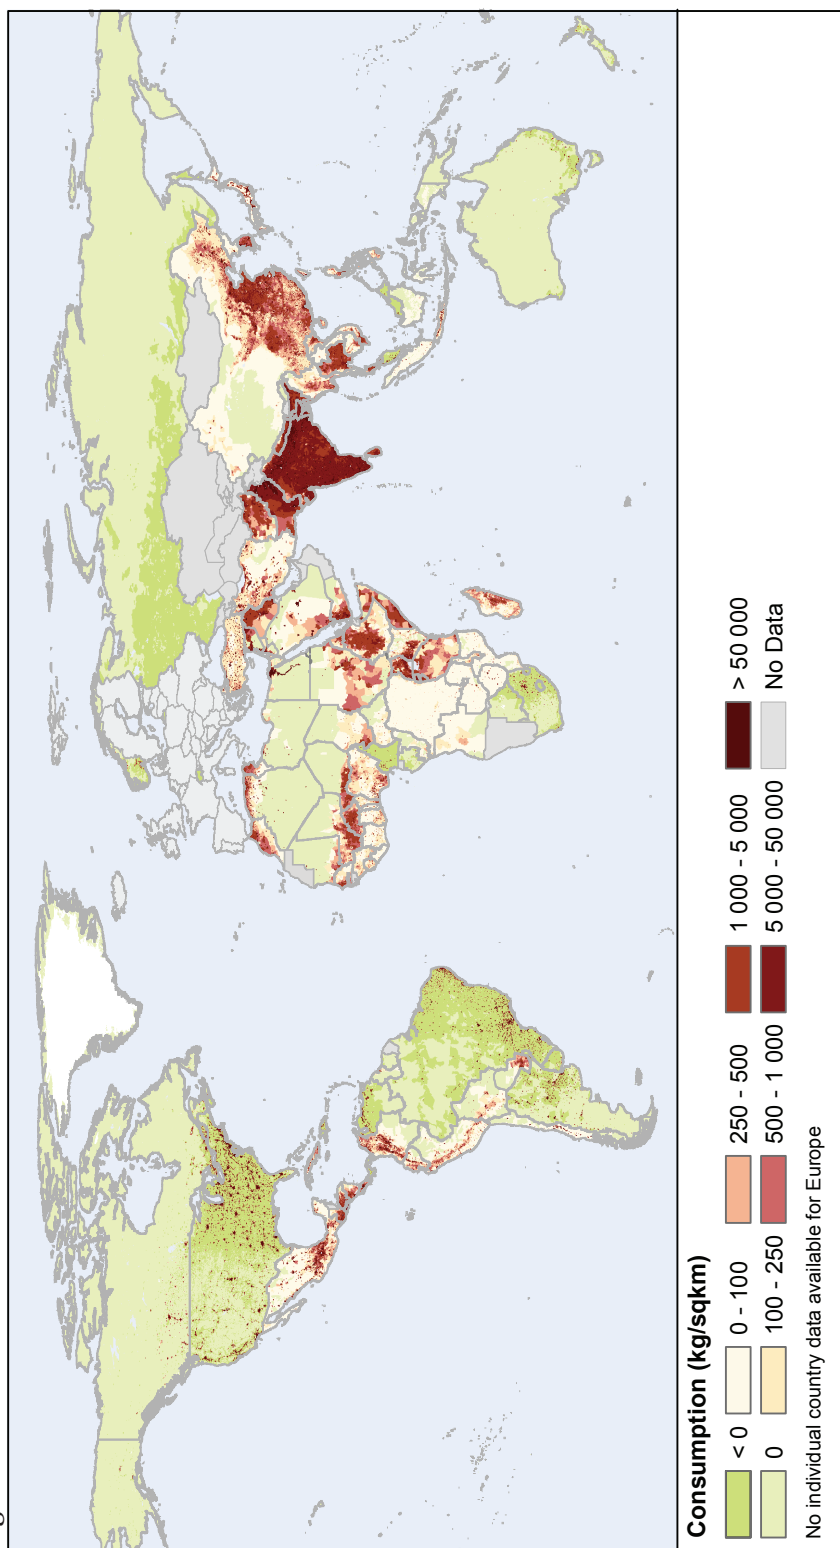 Consumption (kg/sqkm)
< 0
0 - 100
250 - 500
1 000 - 5 000
> 50 000
0
100 - 250
500 - 1 000
5 000 - 50 000
No Data
No individual country data available for Europe